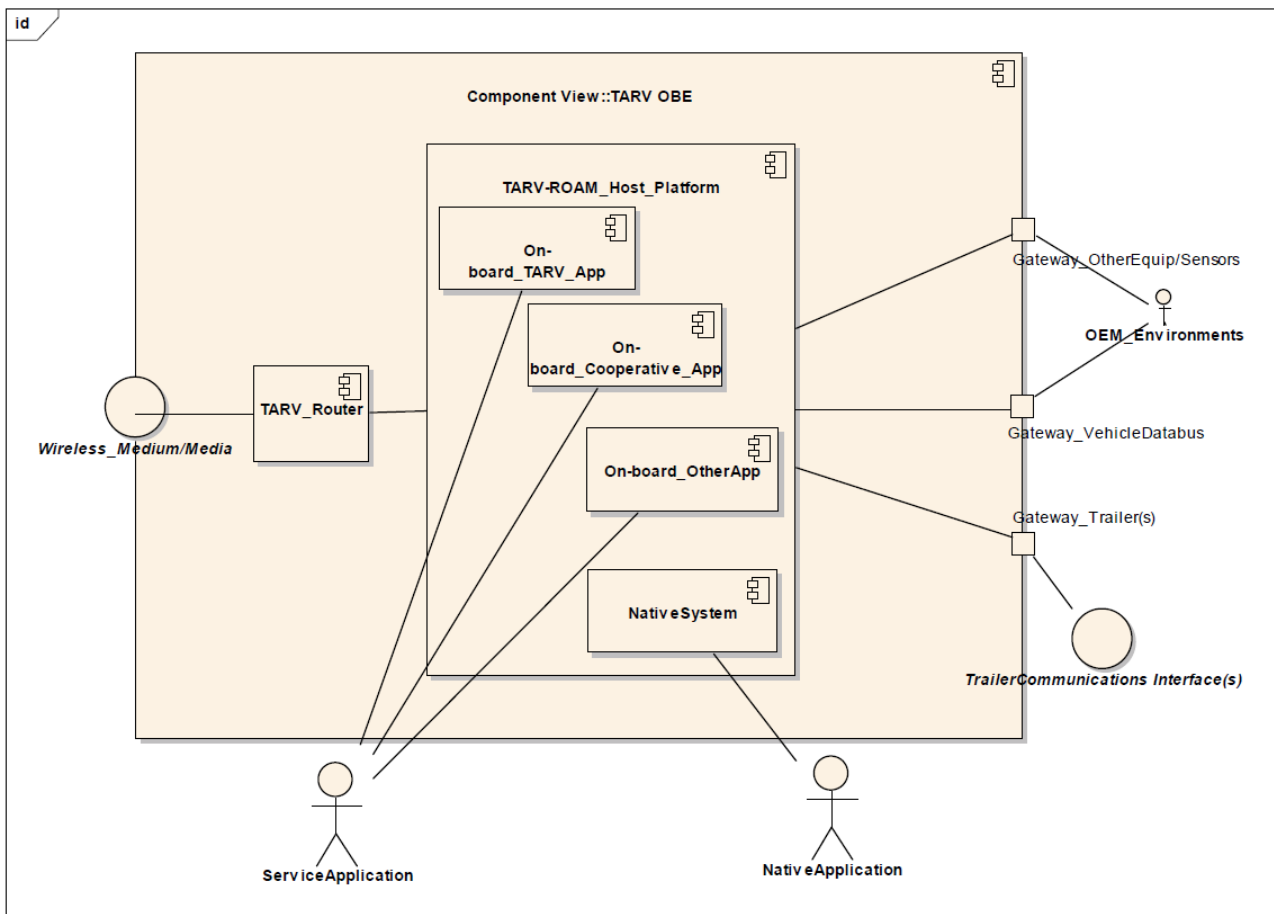 id
Component View::TARV OBE
TARV-ROAM_Host_Platform
On-
board_TARV_App
Gateway_OtherEquip/Sensors
OEM_Environments
On-
board_Cooperative_App
TARV_Router
Wireless_Medium/Media
Gateway_VehicleDatabus
On-board_OtherApp
Gateway_Trailer(s)
NativeSystem
TrailerCommunications Interface(s)
ServiceApplication
NativeApplication